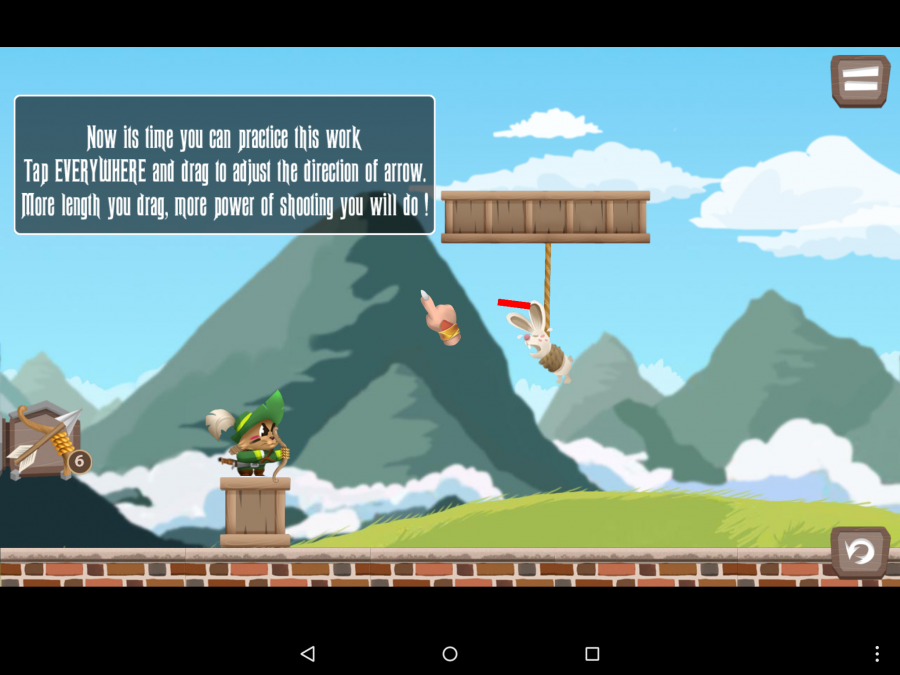 Now its time you can practice this work
Tap EVERYWHERE and drag to adjust the direction of arrow.
More length you drag, more power of shooting you will do !
6